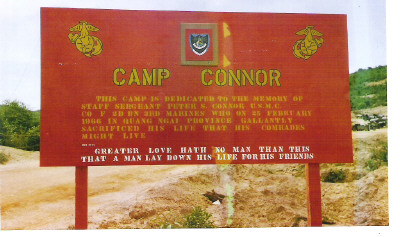 CAMP CONNOR
THIS CAMP IS DEDICATED TO THE MEMORY OF
STAFF SERGEANT PETER S. CONNOR U.S.M.C.
CO F 2D BN 3RD MARINES WHO ON 25 FEBRUARY
1966 IN QUANG NGAI PROVINCE GALLANTLY
SACRIFICED HIS LIFE THAT HIS COMRADES
MIGHT LIVE
GREATER LOVE HATH NO MAN THAN THIS
THAT A MAN LAY DOWN HIS LIFE FOR HIS FRIENDS